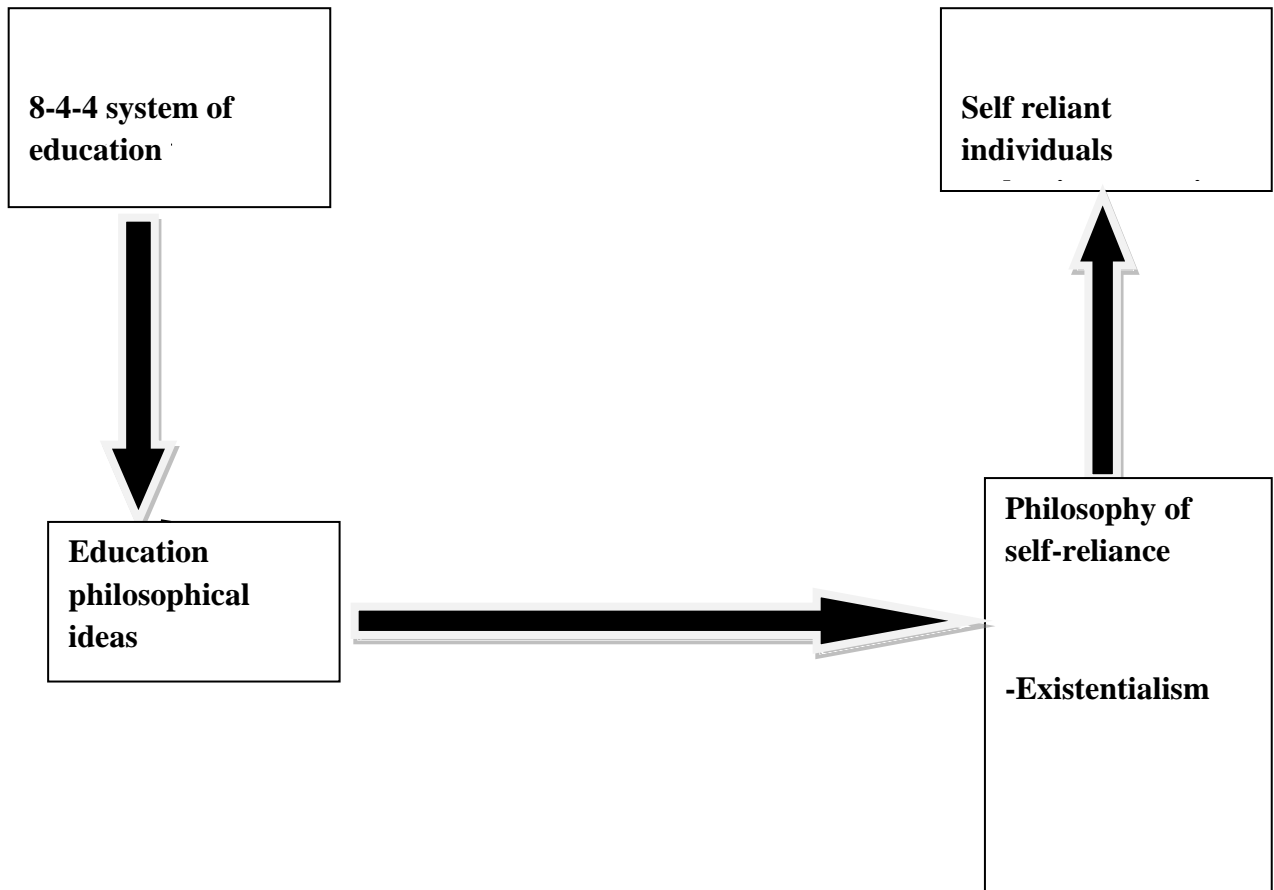 8-4-4 system of
education
Self reliant
individuals
Education
philosophical
ideas
Philosophy of
self-reliance
-Existentialism